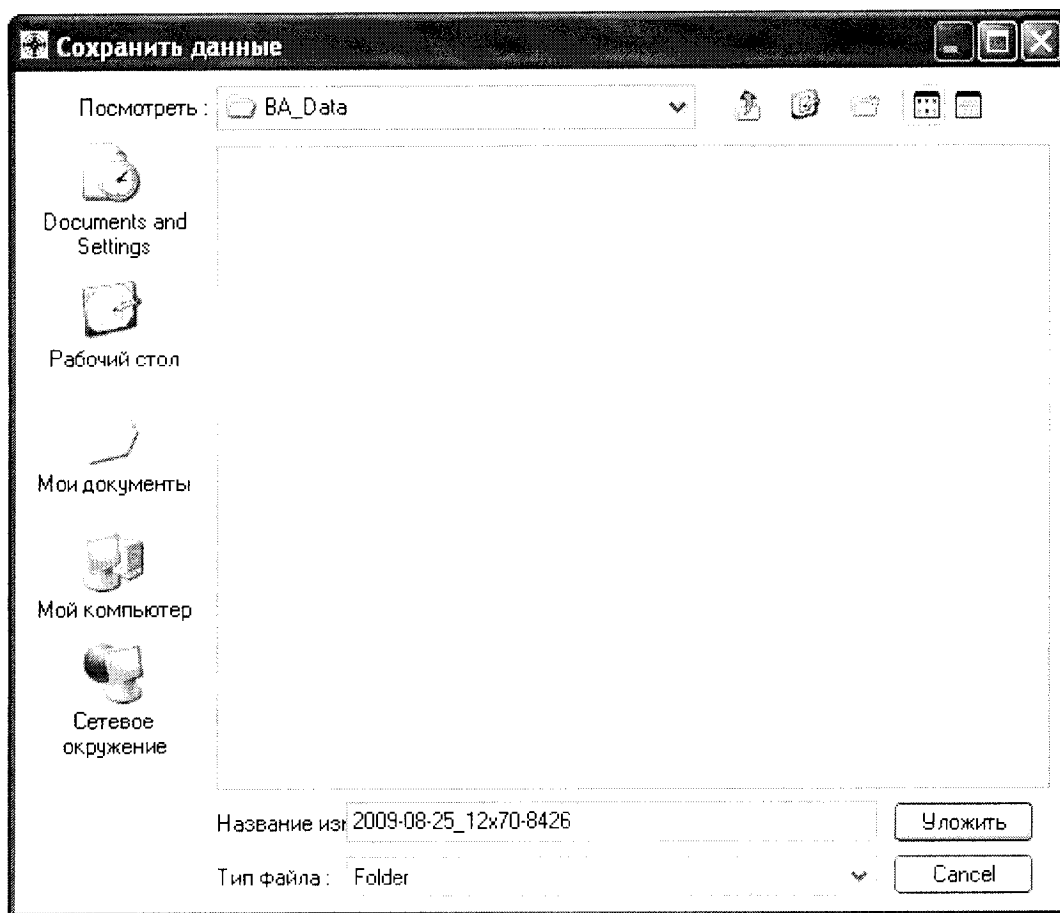 Сохранить данные
Посмотреть : BA_Data
Documents and
Settings
Рабочий стол
Мои документы
Мой компьютер
Сетевое
окружение
Название изм 2009-08-25_12x70-8426 Уложить
Тип файла : Folder Cancel